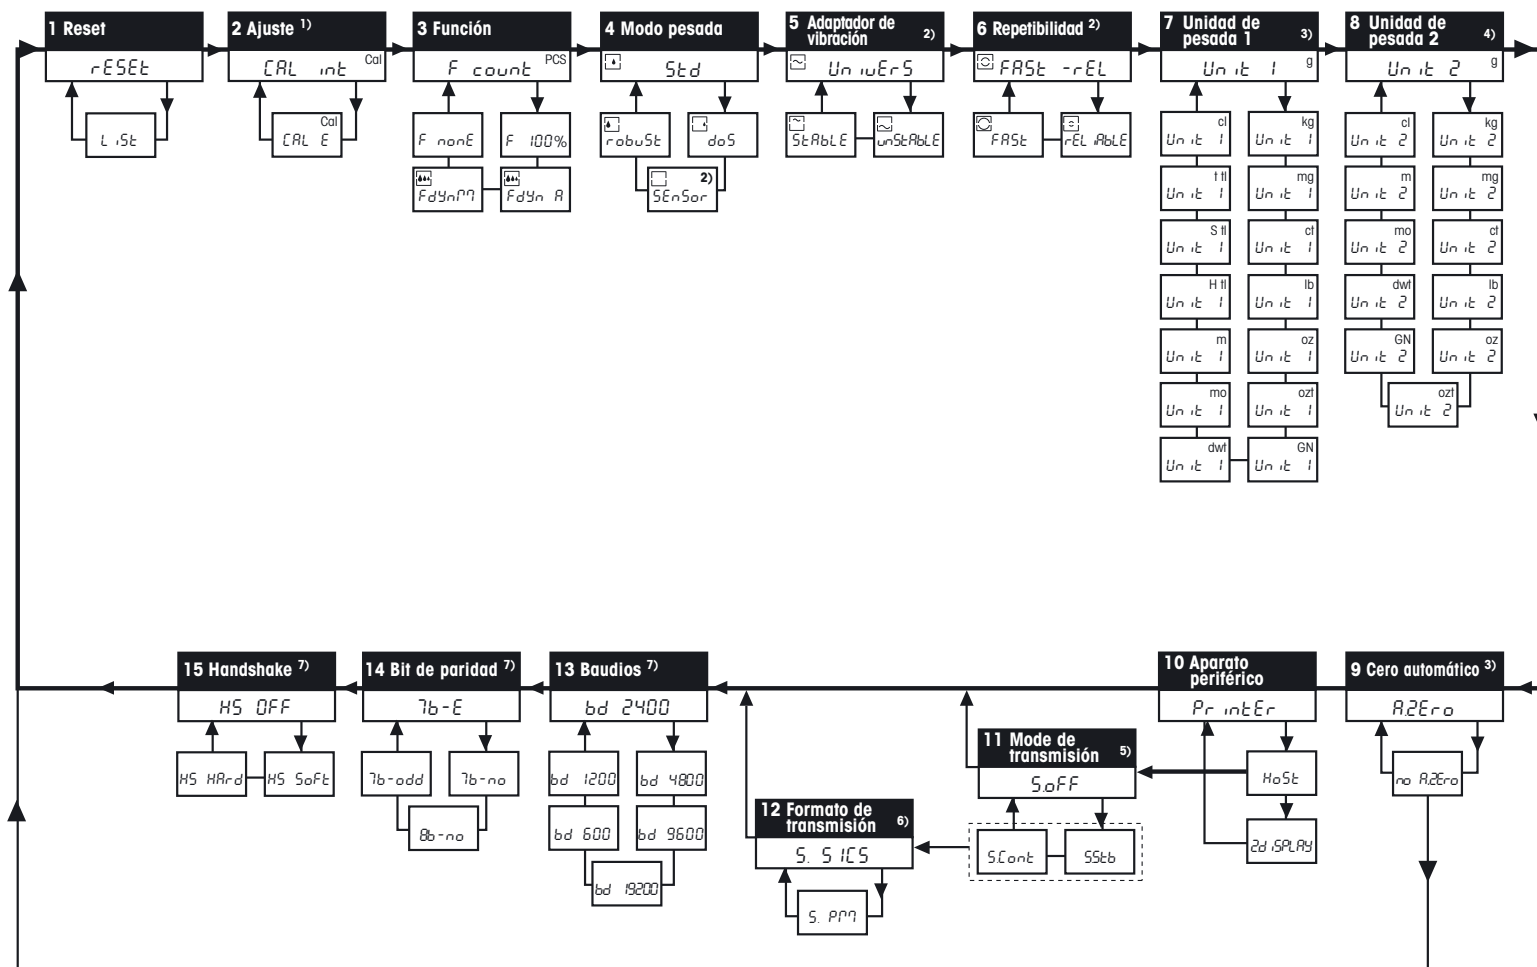 1 Reset
rESEt
L iSt
2 Ajuste 1)
CAL int Cal
Cal
CAL E
3 Función
F count PCS
F nonE
F 100%
FdYnM
Fdyn A
4 Modo pesada
Std
robuSt
doS
2)
SEnSor
5 Adaptador de
vibración 2)
UnivErS
StAbLE
unStAbLE
6 Repetibilidad 2)
FASt -rEL
FASt
rELiAbLE
7 Unidad de
pesada 1 3)
Unit 1 g
cl
Unit 1
kg
Unit 1
t tl
Unit 1
mg
Unit 1
S tl
Unit 1
ct
Unit 1
H tl
Unit 1
lb
Unit 1
m
Unit 1
oz
Unit 1
mo
Unit 1
ozt
Unit 1
dwt
Unit 1
GN
Unit 1
8 Unidad de
pesada 2 4)
Unit 2 g
cl
Unit 2
kg
Unit 2
m
Unit 2
mg
Unit 2
mo
Unit 2
ct
Unit 2
dwt
Unit 2
lb
Unit 2
GN
Unit 2
oz
Unit 2
ozt
Unit 2
15 Handshake 7)
HS OFF
HS HArd
HS SoFt
14 Bit de paridad 7)
7b-E
7b-odd
7b-no
8b-no
13 Baudios 7)
bd 2400
bd 1200
bd 4800
bd 600
bd 9600
bd 19200
12 Formato de
transmisión 6)
S. SICS
S. PM
11 Mode de
transmisión 5)
S.oFF
S.Cont
S.Stb
10 Aparato
periférico
PrintEr
HoSt
2.diSPLAY
9 Cero automático 3)
A.ZEro
no A.ZEro